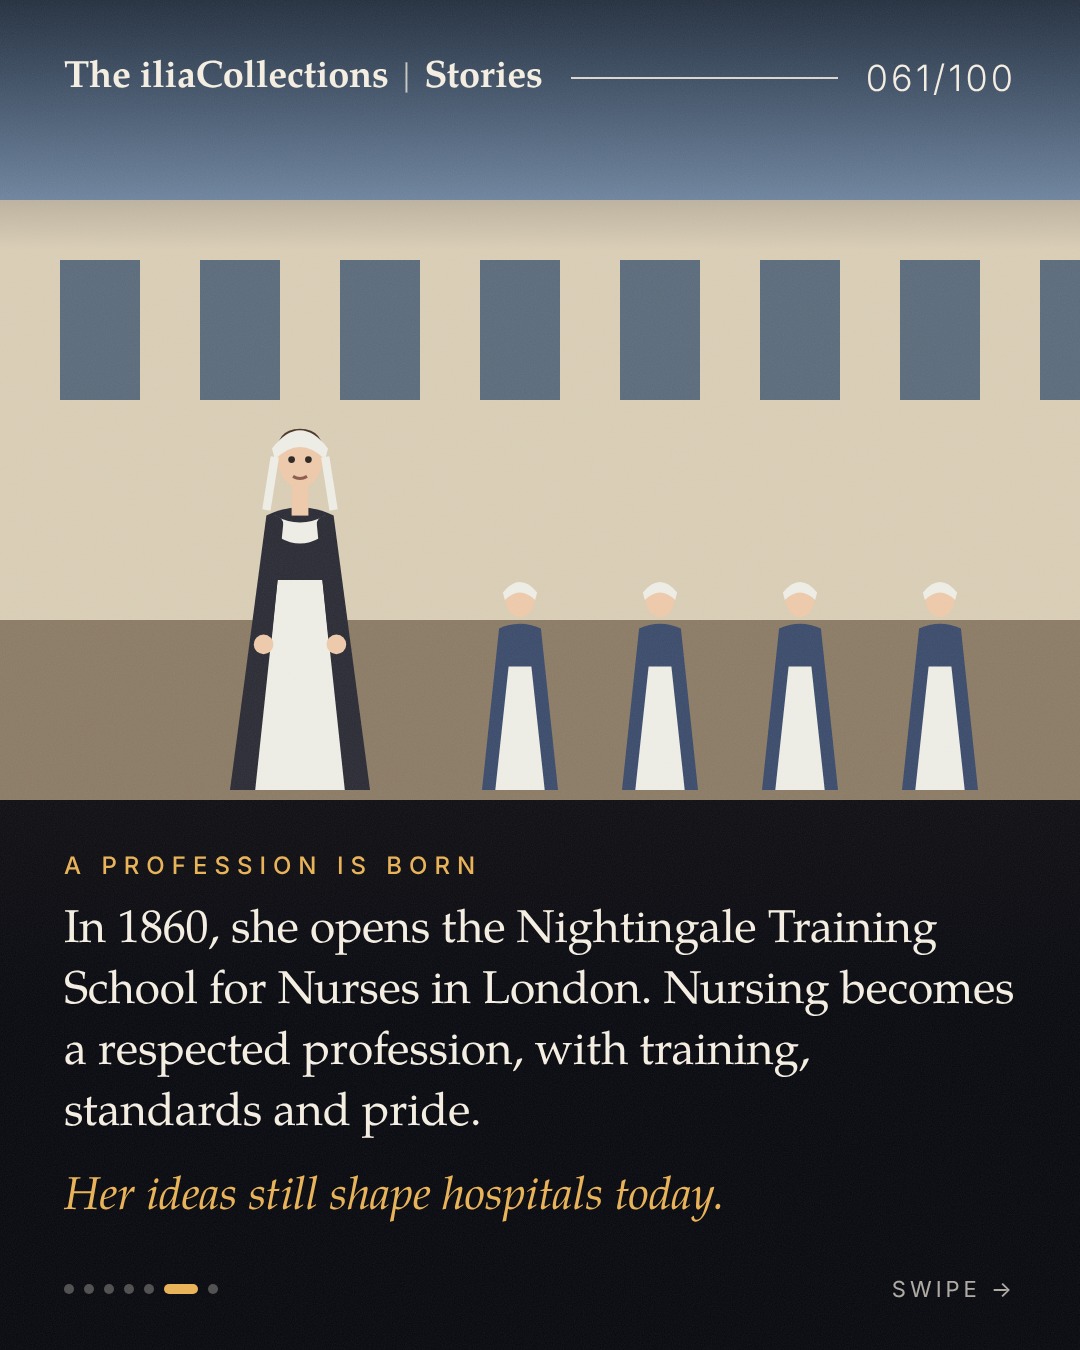 The iliaCollections | Stories 061/100
A PROFESSION IS BORN
In 1860, she opens the Nightingale Training
School for Nurses in London. Nursing becomes
a respected profession, with training,
standards and pride.
Her ideas still shape hospitals today.
SWIPE →